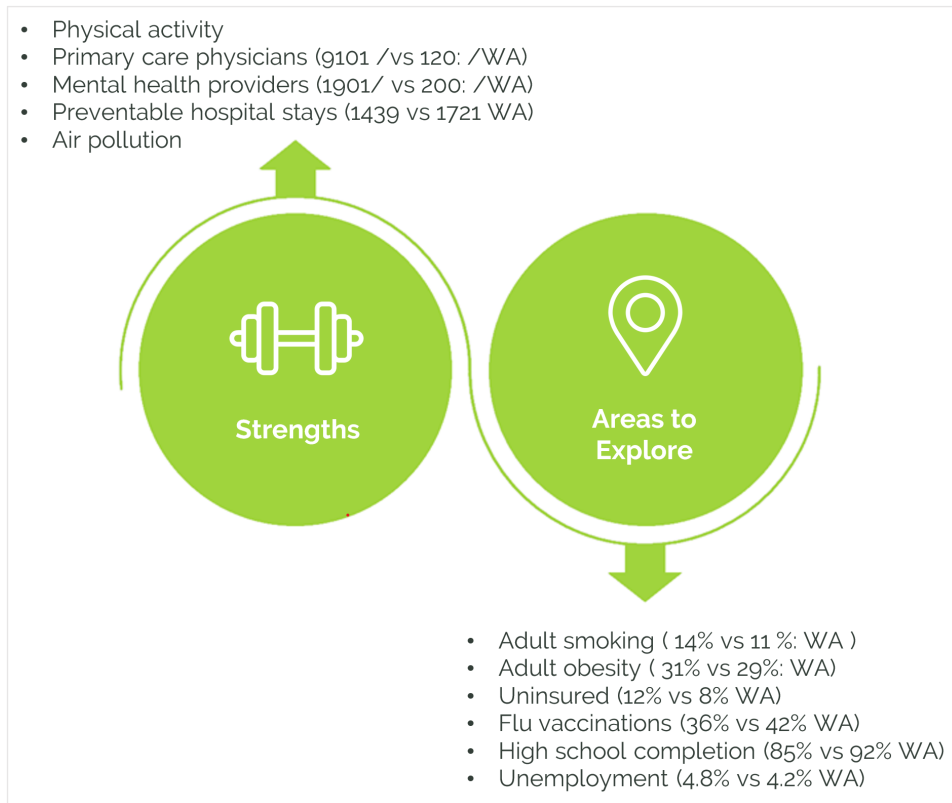 • Physical activity
• Primary care physicians (9101 /vs 120: /WA)
• Mental health providers (1901/ vs 200: /WA)
• Preventable hospital stays (1439 vs 1721 WA)
• Air pollution
Strengths
Areas to
Explore
• Adult smoking ( 14% vs 11 %: WA )
• Adult obesity ( 31% vs 29%: WA)
• Uninsured (12% vs 8% WA)
• Flu vaccinations (36% vs 42% WA)
• High school completion (85% vs 92% WA)
• Unemployment (4.8% vs 4.2% WA)